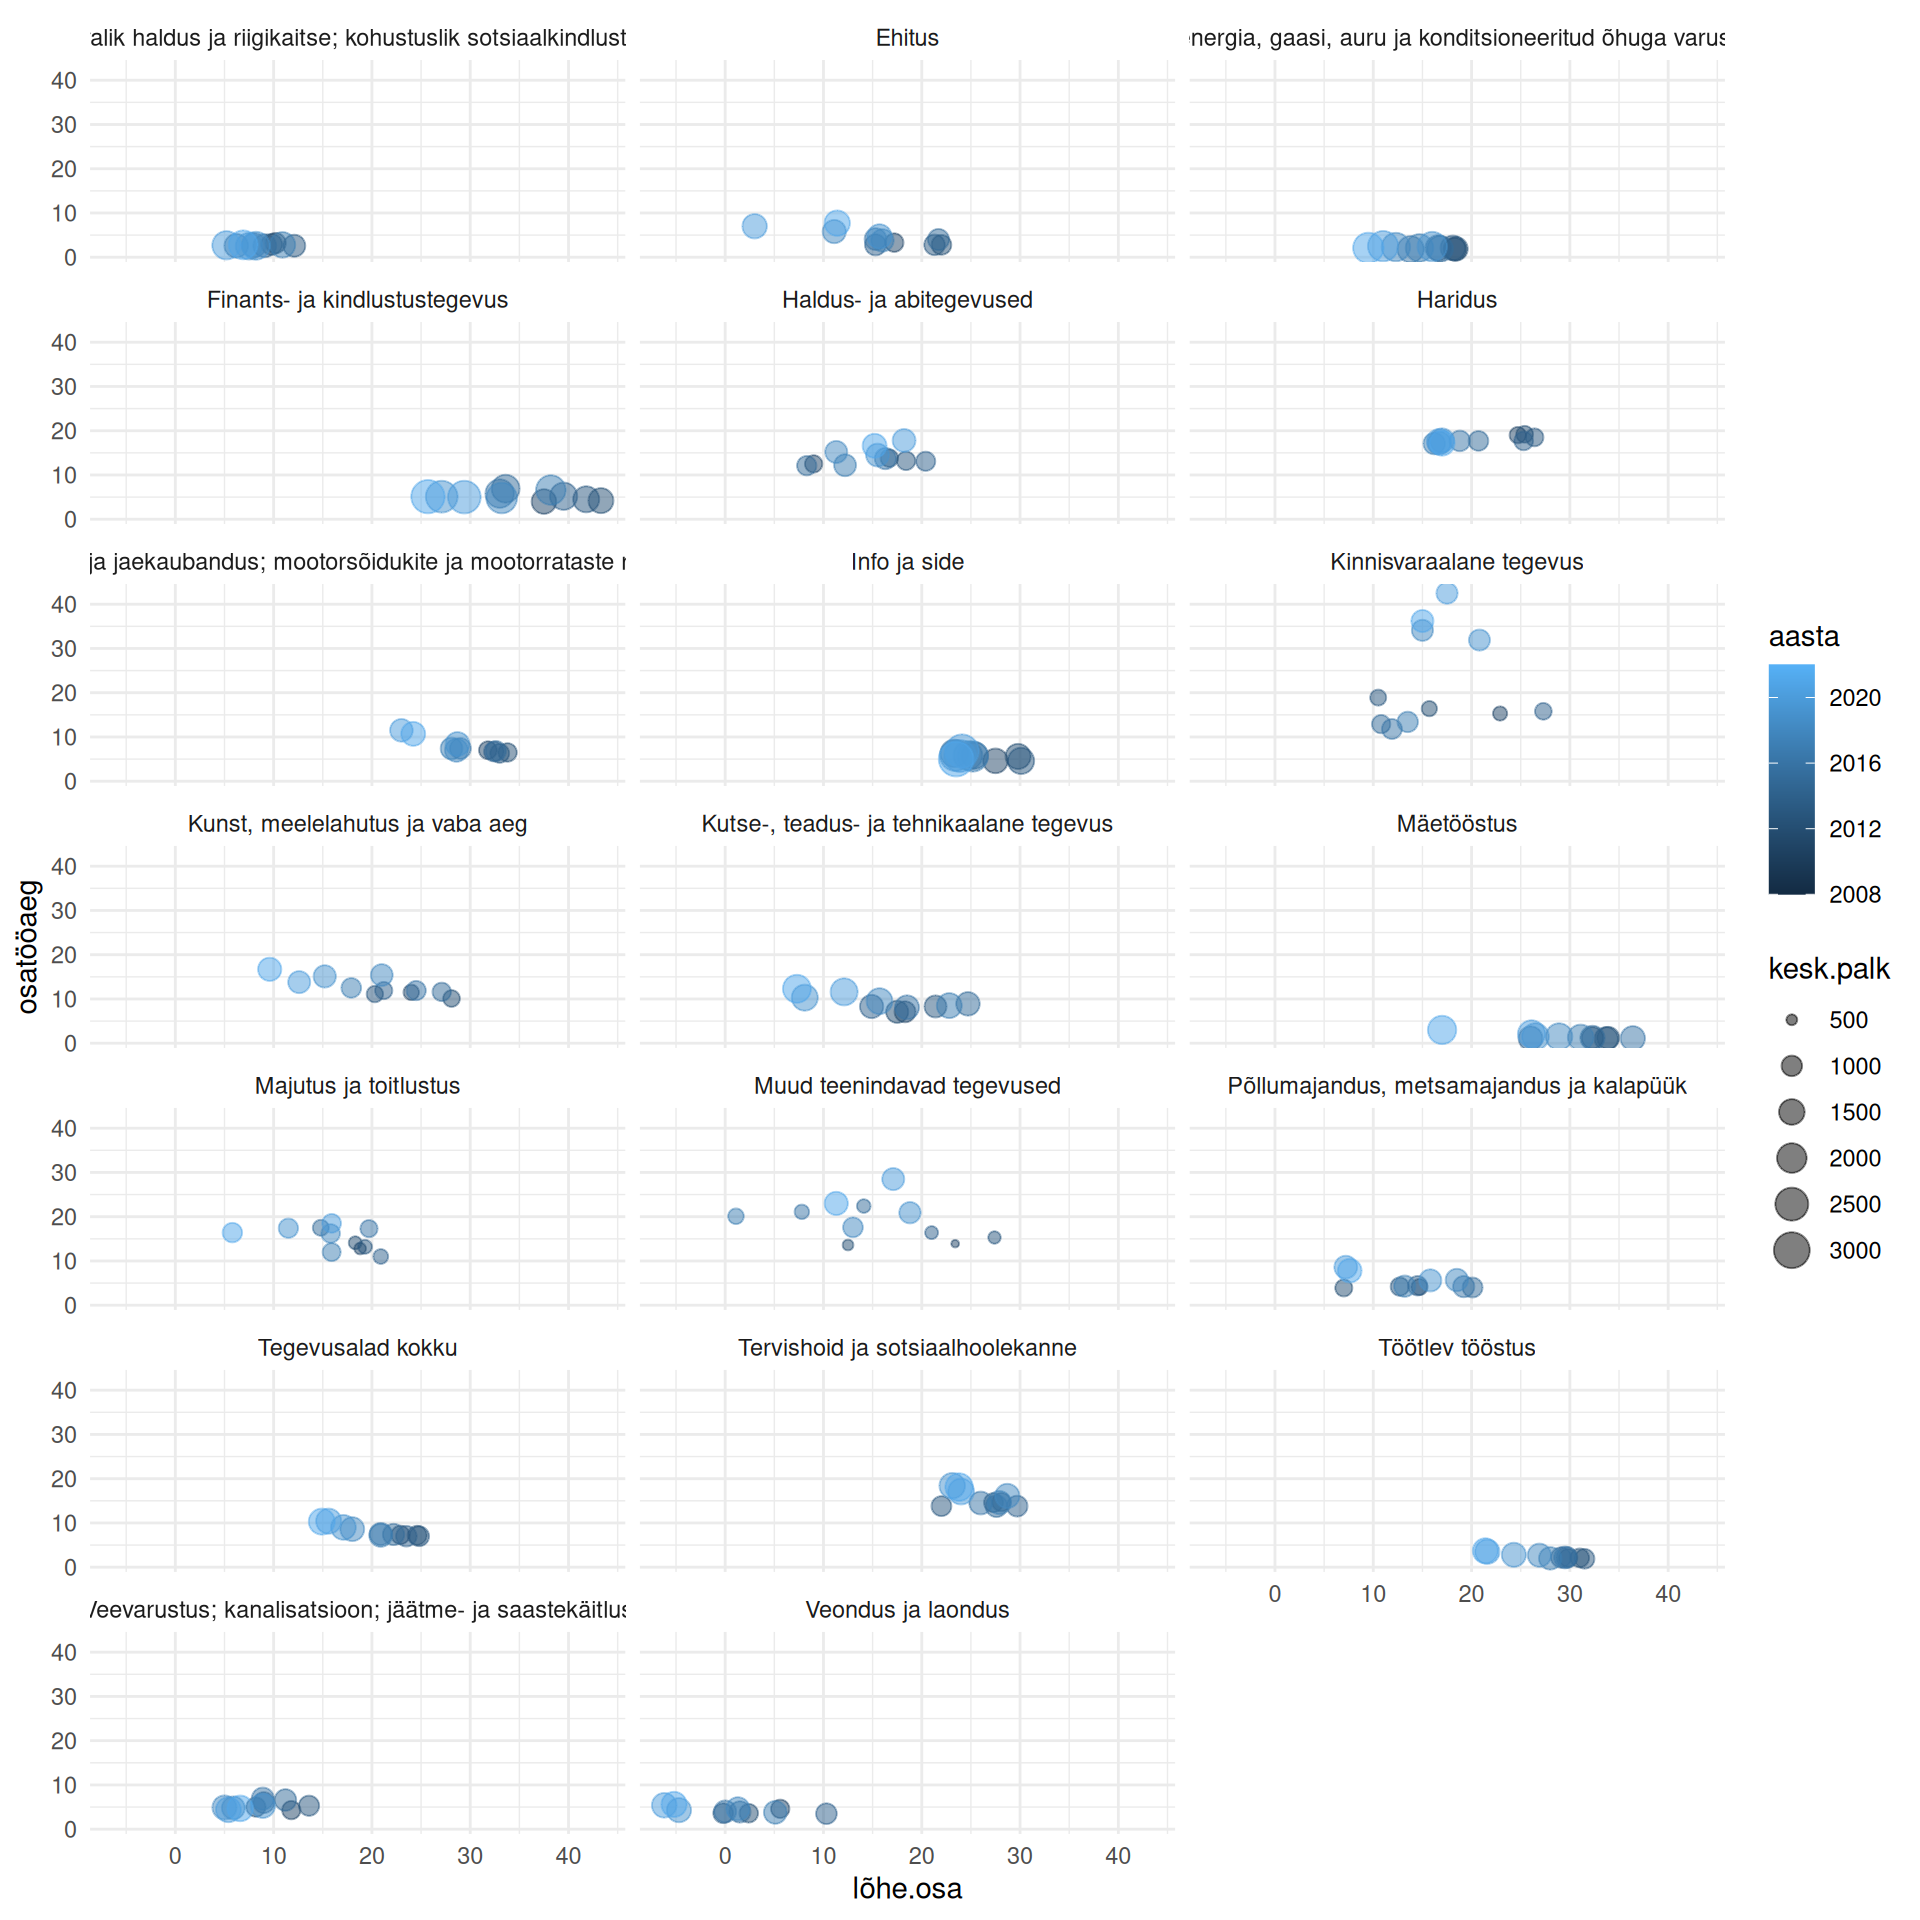 alik haldus ja riigikaitse; kohustuslik sotsiaalkindlust
Ehitus
nergia, gaasi, auru ja konditsioneeritud õhuga varus
40
30
20
10
0
Finants- ja kindlustustegevus
Haldus- ja abitegevused
Haridus
40
30
20
10
0
ja jaekaubandus; mootorsõidukite ja mootorrataste r
Info ja side
Kinnisvaraalane tegevus
40
30
20
10
0
Kunst, meelelahutus ja vaba aeg
Kutse-, teadus- ja tehnikaalane tegevus
Mäetööstus
40
30
20
10
0
Majutus ja toitlustus
Muud teenindavad tegevused
Põllumajandus, metsamajandus ja kalapüük
40
30
20
10
0
Tegevusalad kokku
Tervishoid ja sotsiaalhoolekanne
Töötlev tööstus
40
30
20
10
0
0 10 20 30 40
Veevarustus; kanalisatsioon; jäätme- ja saastekäitlus
Veondus ja laondus
40
30
20
10
0
0 10 20 30 40
0 10 20 30 40
lõhe.osa
osatööaeg
aasta
2020
2016
2012
2008
kesk.palk
500
1000
1500
2000
2500
3000